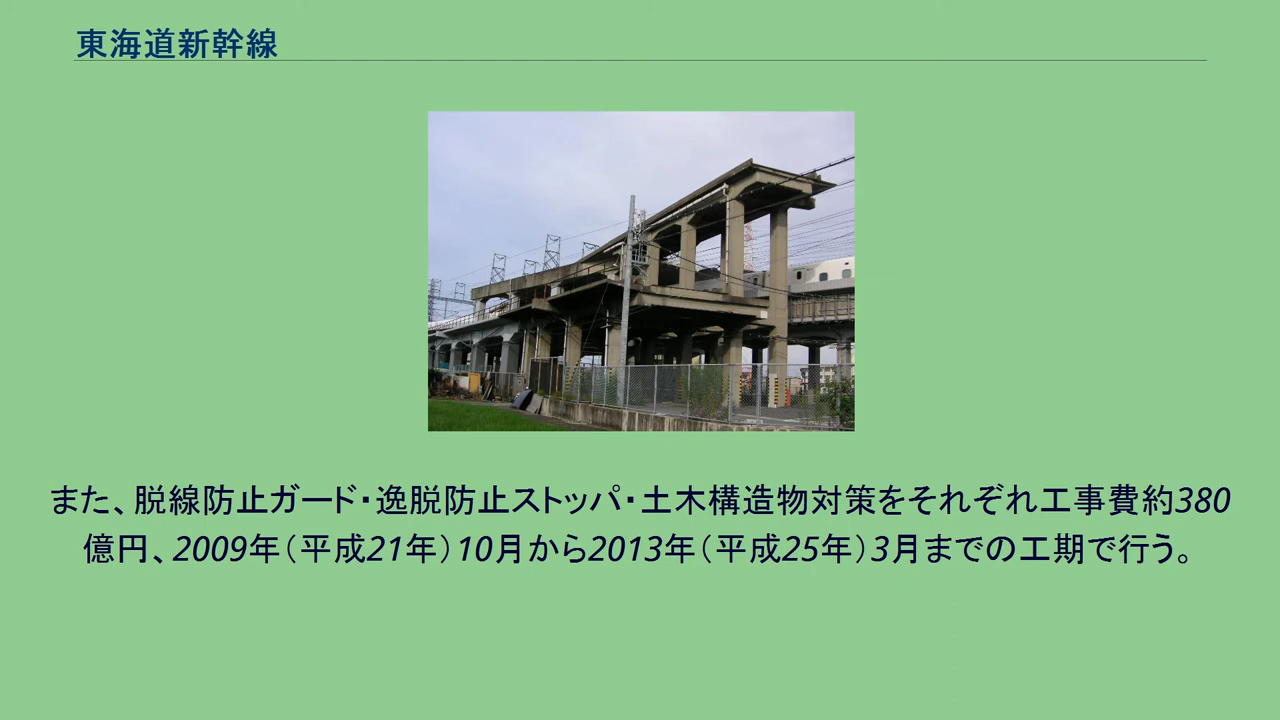 東海道新幹線
また、脱線防止ガード・逸脱防止ストッパ・土木構造物対策をそれぞれ工事費約380
億円、2009年（平成21年）10月から2013年（平成25年）3月までの工期で行う。